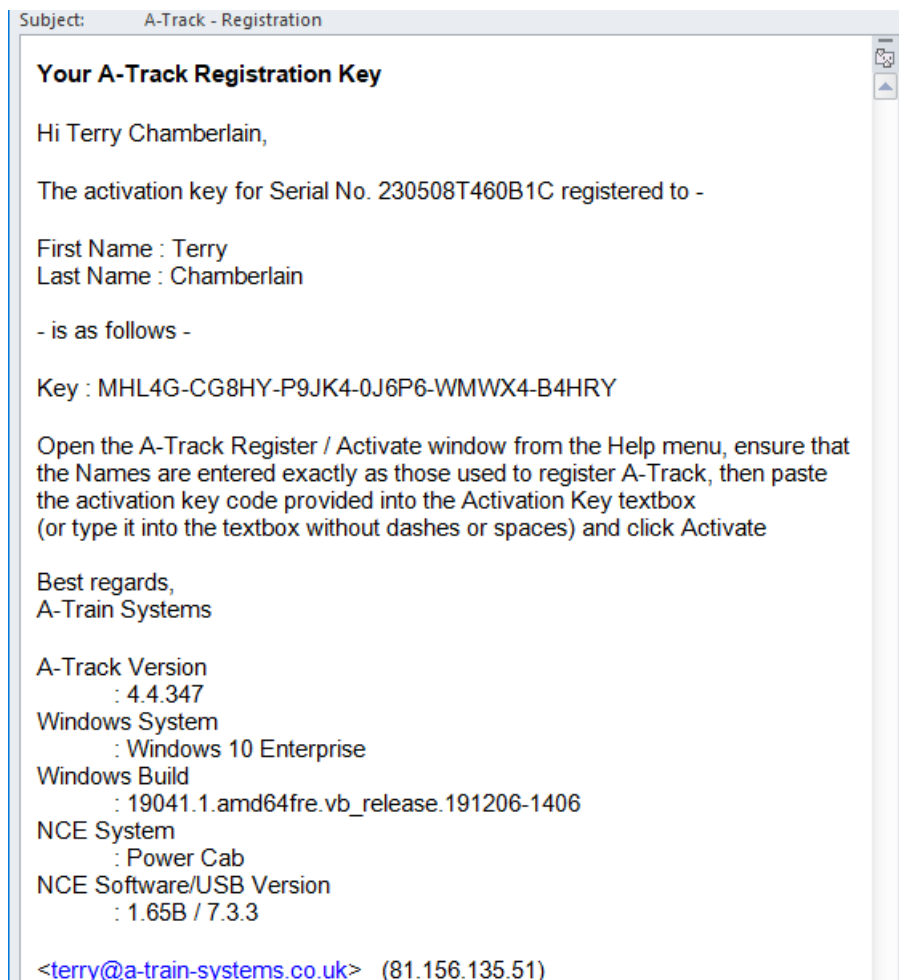 Subject: A-Track - Registration
Your A-Track Registration Key
Hi Terry Chamberlain,
The activation key for Serial No. 230508T460B1C registered to -
First Name : Terry
Last Name : Chamberlain
- is as follows -
Key : MHL4G-CG8HY-P9JK4-0J6P6-WMWX4-B4HRY
Open the A-Track Register / Activate window from the Help menu, ensure that
the Names are entered exactly as those used to register A-Track, then paste
the activation key code provided into the Activation Key textbox
(or type it into the textbox without dashes or spaces) and click Activate
Best regards,
A-Train Systems
A-Track Version
: 4.4.347
Windows System
: Windows 10 Enterprise
Windows Build
: 19041.1.amd64fre.vb_release.191206-1406
NCE System
: Power Cab
NCE Software/USB Version
: 1.65B / 7.3.3
<terry@a-train-systems.co.uk> (81.156.135.51)